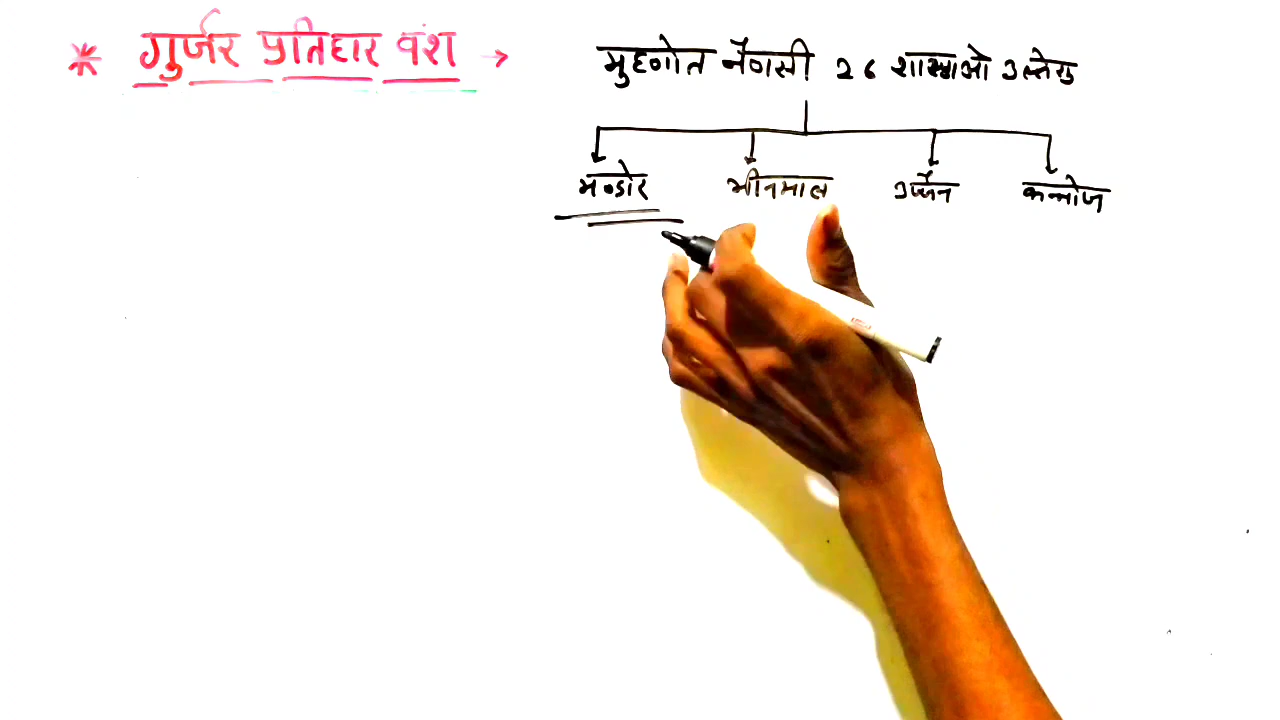 * गुर्जर प्रतिहार वंश → मुहणोत नैणसी 26 शाखाओ उल्लेख
मण्डोर भीनमाल उज्जैन कन्नोज